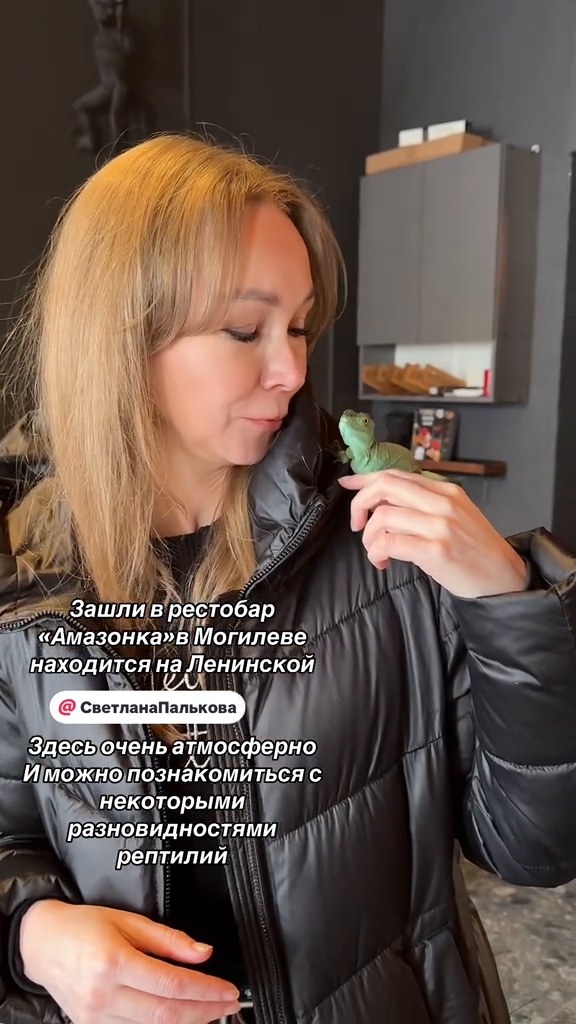 Зашли в рестобар
«Амазонка»в Могилеве
находится на Ленинской
@ СветланаПалькова
Здесь очень атмосферно
И можно познакомиться с
некоторыми
разновидностями
рептилий